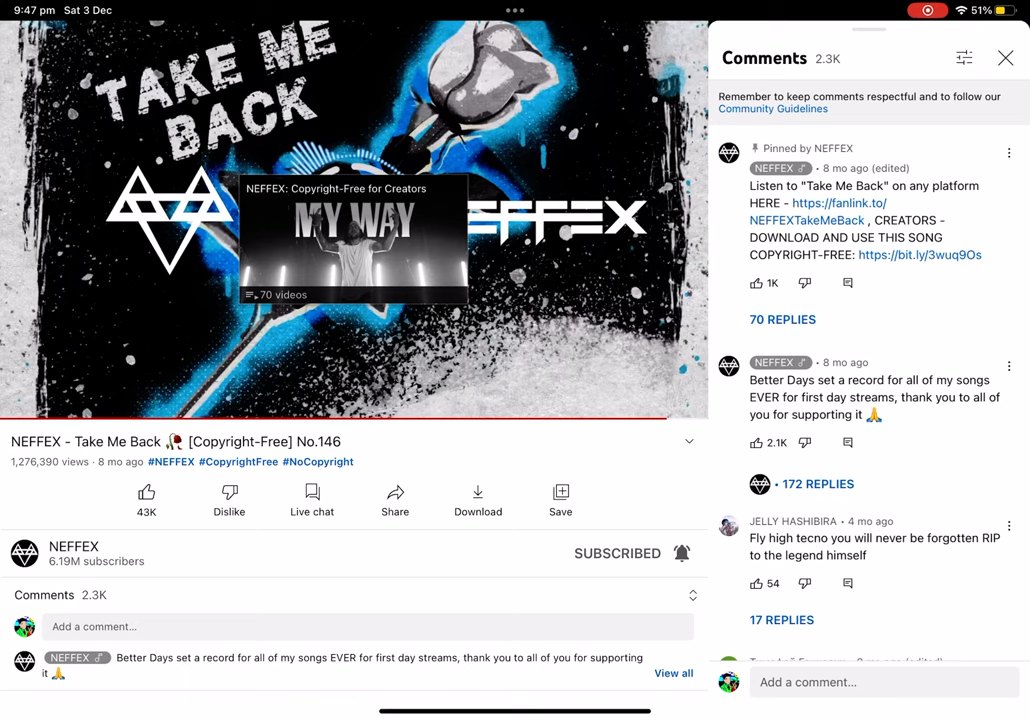 9:47 pm Sat 3 Dec
51%
TAKE ME
BACK
NEFFEX: Copyright-Free for Creators
MY WAY
70 videos
NEFFEX
NEFFEX - Take Me Back 🥀 [Copyright-Free] No.146
1,276,390 views · 8 mo ago #NEFFEX #CopyrightFree #NoCopyright
43K
Dislike
Live chat
Share
Download
Save
NEFFEX
6.19M subscribers
SUBSCRIBED
Comments 2.3K
Add a comment...
NEFFEX Better Days set a record for all of my songs EVER for first day streams, thank you to all of you for supporting
it 🙏
View all
Comments 2.3K
Remember to keep comments respectful and to follow our
Community Guidelines
Pinned by NEFFEX
NEFFEX • 8 mo ago (edited)
Listen to "Take Me Back" on any platform
HERE - https://fanlink.to/
NEFFEXTakeMeBack , CREATORS -
DOWNLOAD AND USE THIS SONG
COPYRIGHT-FREE: https://bit.ly/3wuq9Os
1K
70 REPLIES
NEFFEX • 8 mo ago
Better Days set a record for all of my songs
EVER for first day streams, thank you to all of
you for supporting it 🙏
2.1K
• 172 REPLIES
JELLY HASHIBIRA • 4 mo ago
Fly high tecno you will never be forgotten RIP
to the legend himself
54
17 REPLIES
Add a comment...